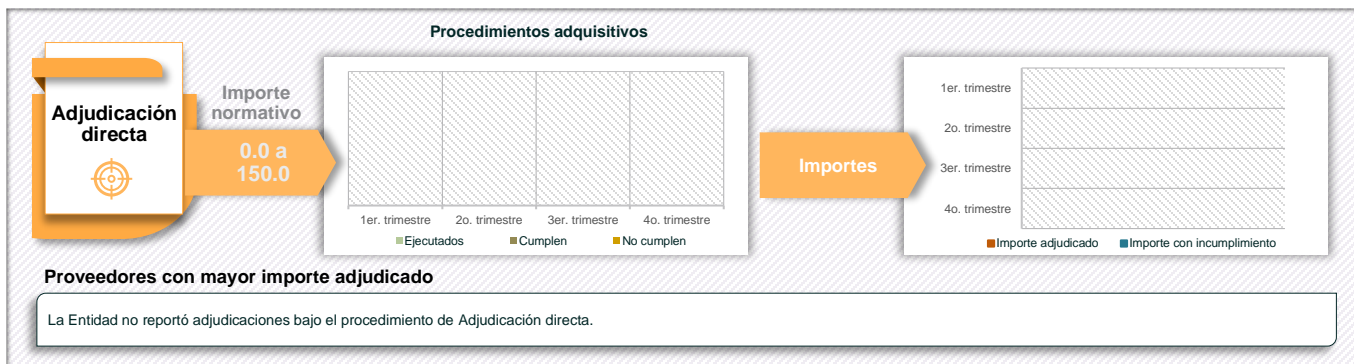 Procedimientos adquisitivos
Adjudicación
directa
Importe
normativo
0.0 a
150.0
1er. trimestre 2o. trimestre 3er. trimestre 4o. trimestre
Ejecutados Cumplen No cumplen
Importes
1er. trimestre
2o. trimestre
3er. trimestre
4o. trimestre
Importe adjudicado Importe con incumplimiento
Proveedores con mayor importe adjudicado
La Entidad no reportó adjudicaciones bajo el procedimiento de Adjudicación directa.